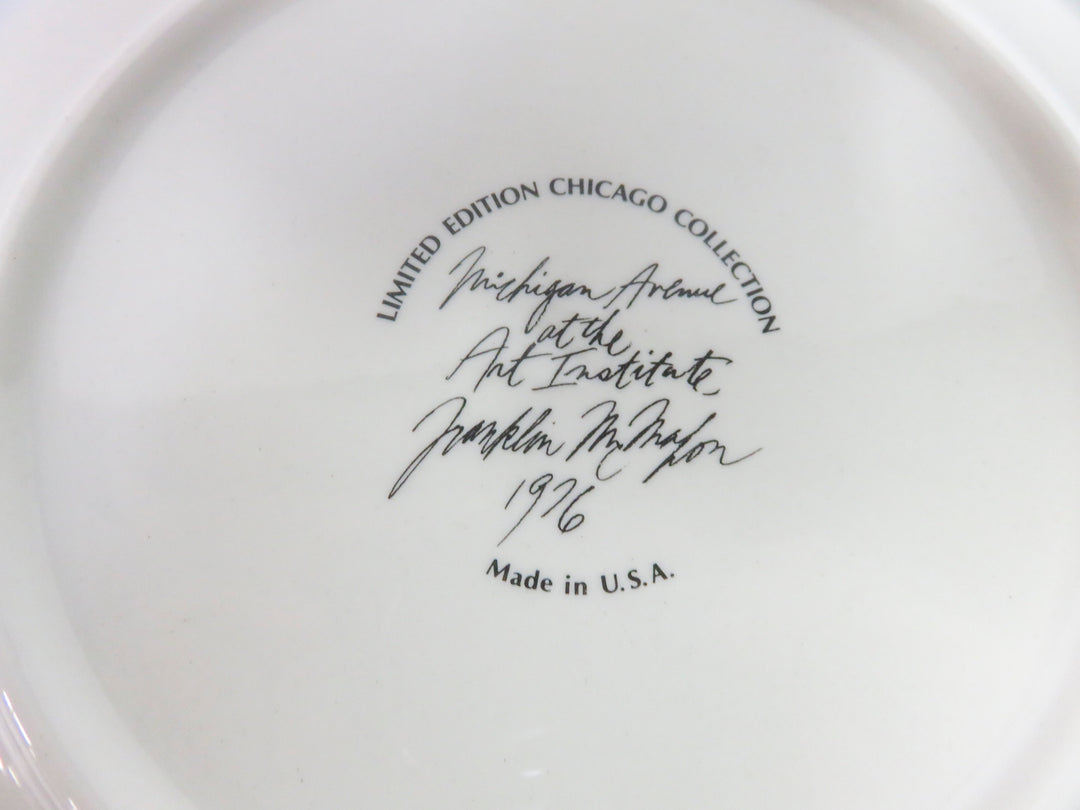 LIMITED EDITION CHICAGO COLLECTION
Michigan Avenue
at the
Art Institute,
Franklin McMahon
1976
Made in U.S.A.